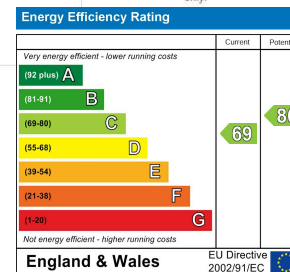 Energy Efficiency Rating
Current
Very energy efficient - lower running costs
(92 plus) A
(81-91) B
(69-80) C
(55-68) D
(39-54) E
(21-38) F
(1-20) G
69
Not energy efficient - higher running costs
England & Wales
EU Directive
2002/91/EC